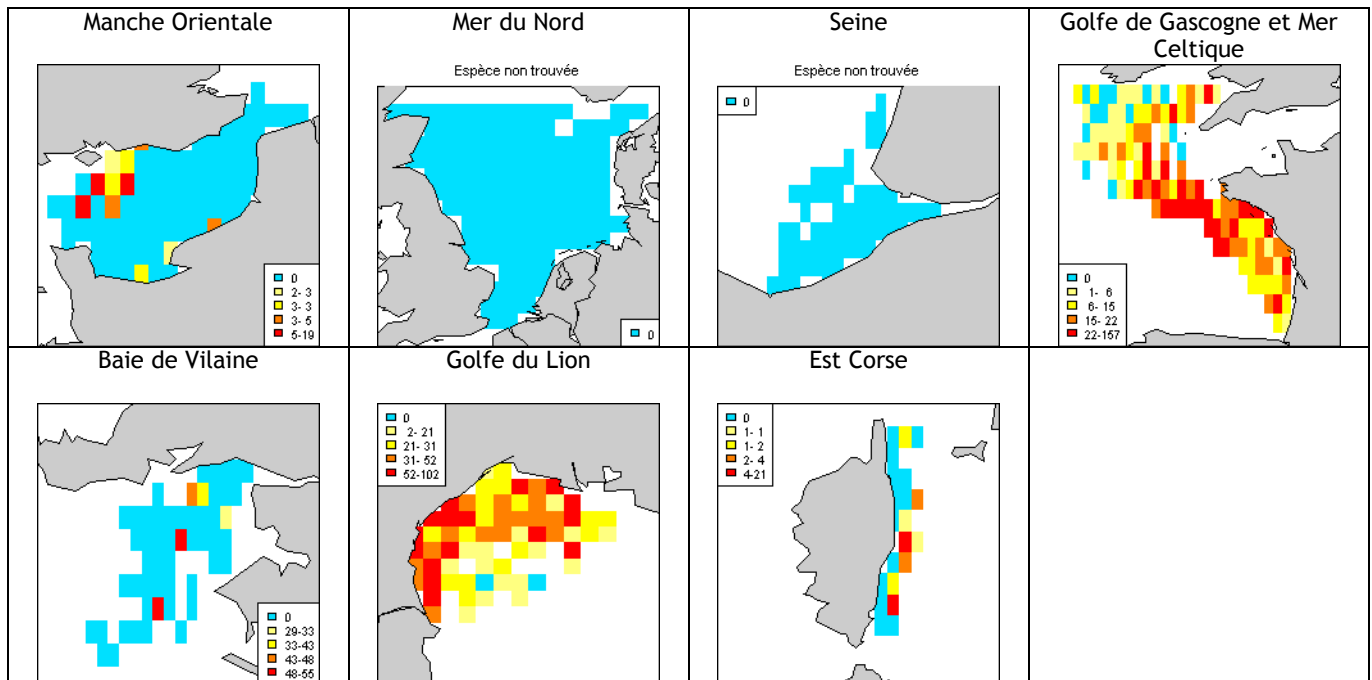 Manche Orientale
0
2- 3
3- 3
3- 5
5-19
Mer du Nord
Espèce non trouvée
0
Seine
Espèce non trouvée
0
Golfe de Gascogne et Mer
Celtique
0
1- 6
6- 15
15- 22
22-157
Baie de Vilaine
0
29-33
33-43
43-48
48-55
Golfe du Lion
0
2- 21
21- 31
31- 52
52-102
Est Corse
0
1- 1
1- 2
2- 4
4-21